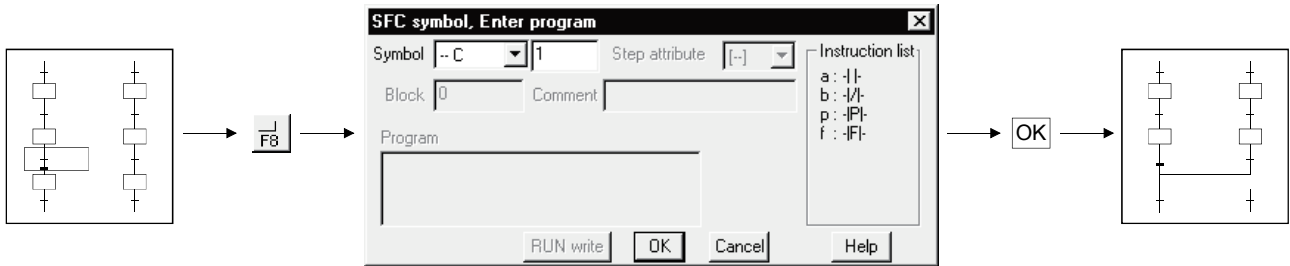 F8
SFC symbol, Enter program
Symbol -- C 1 Step attribute [--]
Block 0 Comment
Program
Instruction list
a : -| |-
b : -|/|-
p : -|P|-
f : -|F|-
RUN write OK Cancel Help
OK